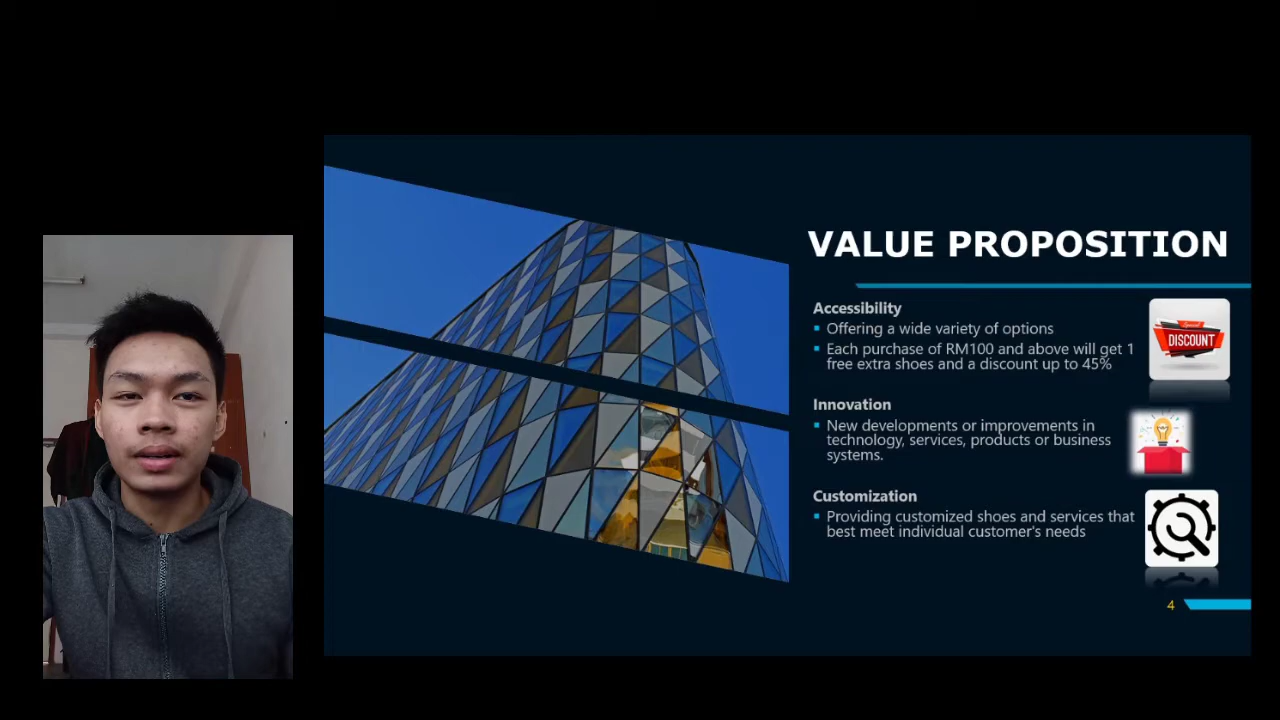 VALUE PROPOSITION
Accessibility
▪ Offering a wide variety of options
▪ Each purchase of RM100 and above will get 1
free extra shoes and a discount up to 45%
DISCOUNT
Innovation
▪ New developments or improvements in
technology, services, products or business
systems.
Customization
▪ Providing customized shoes and services that
best meet individual customer's needs
4